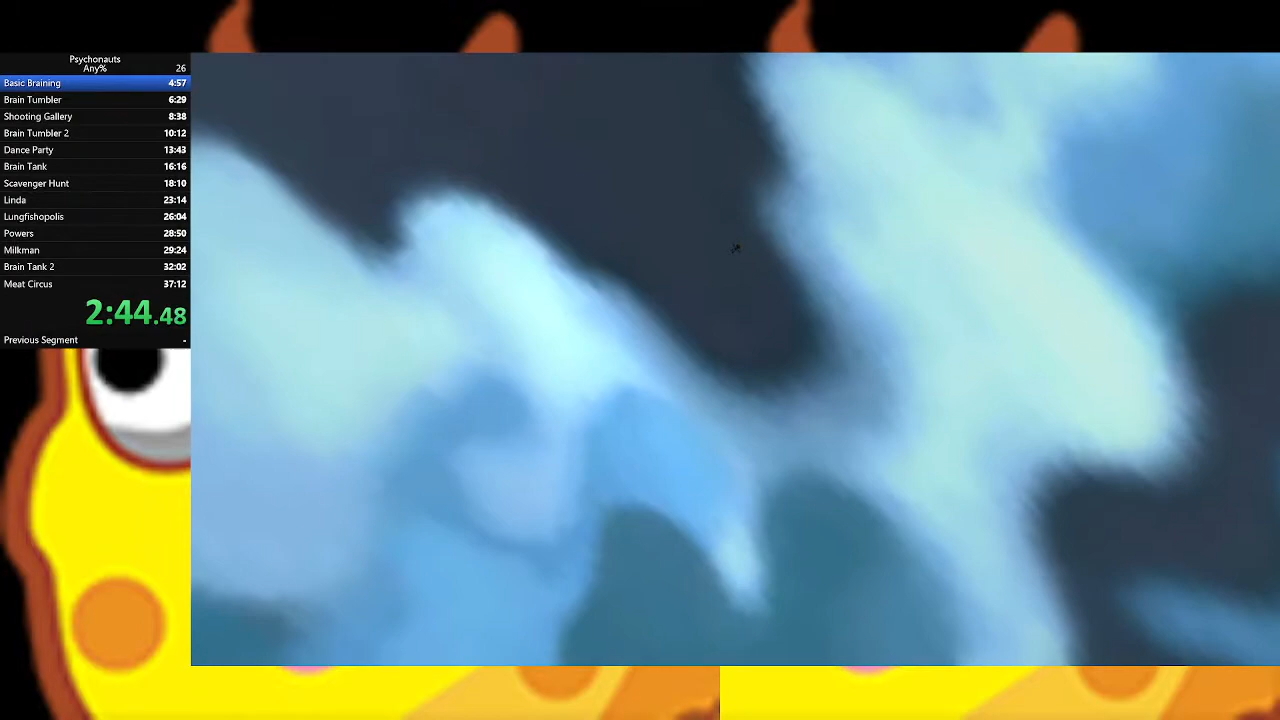 Psychonauts
Any% 26
Basic Braining 4:57
Brain Tumbler 6:29
Shooting Gallery 8:38
Brain Tumbler 2 10:12
Dance Party 13:43
Brain Tank 16:16
Scavenger Hunt 18:10
Linda 23:14
Lungfishopolis 26:04
Powers 28:50
Milkman 29:24
Brain Tank 2 32:02
Meat Circus 37:12
2:44.48
Previous Segment -